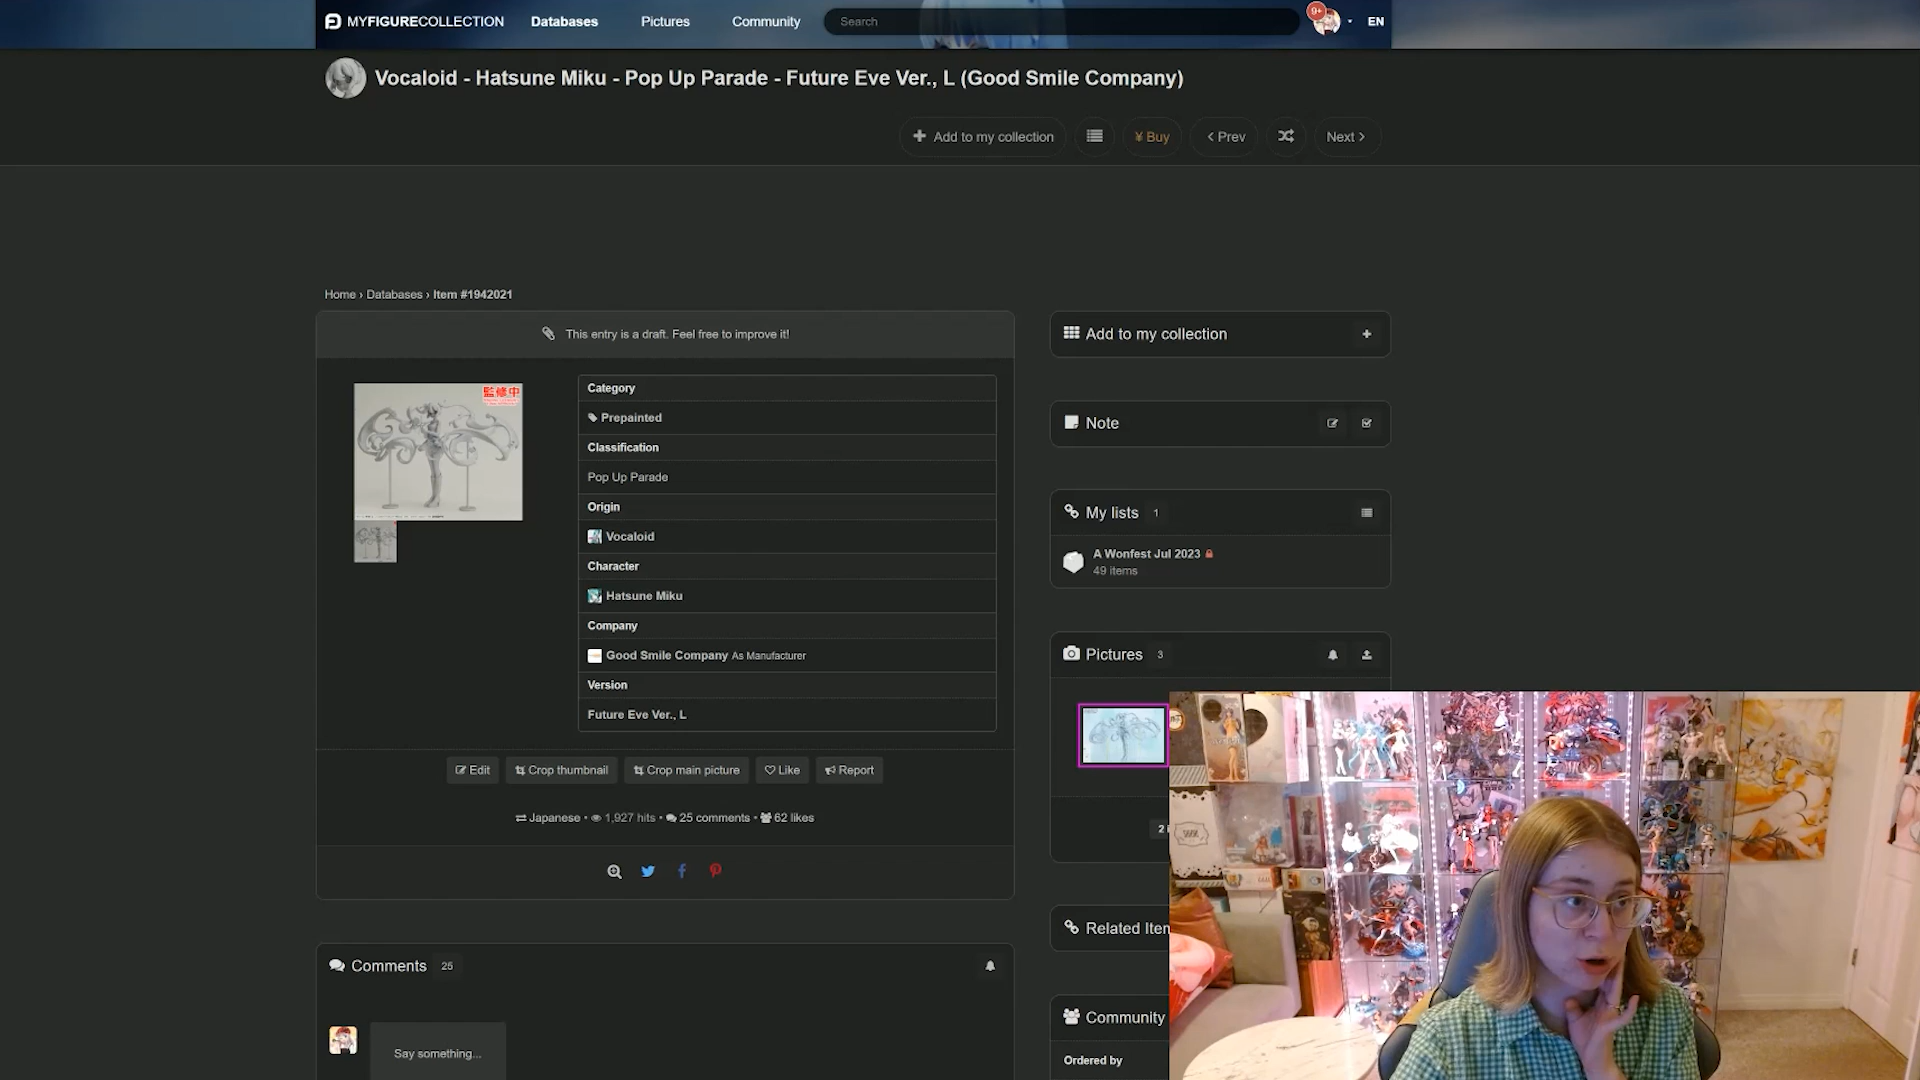 MYFIGURECOLLECTION
Databases
Pictures
Community
Search
9+
EN
Vocaloid - Hatsune Miku - Pop Up Parade - Future Eve Ver., L (Good Smile Company)
Add to my collection
¥ Buy
‹ Prev
Next ›
Home › Databases › Item #1942021
This entry is a draft. Feel free to improve it!
監修中
Category
Prepainted
Classification
Pop Up Parade
Origin
Vocaloid
Character
Hatsune Miku
Company
Good Smile Company As Manufacturer
Version
Future Eve Ver., L
Edit
Crop thumbnail
Crop main picture
Like
Report
Japanese • 1,927 hits • 25 comments • 62 likes
Comments 25
Say something...
Add to my collection
Note
My lists 1
A Wonfest Jul 2023
49 items
Pictures 3
2
Related Iten
Community
Ordered by